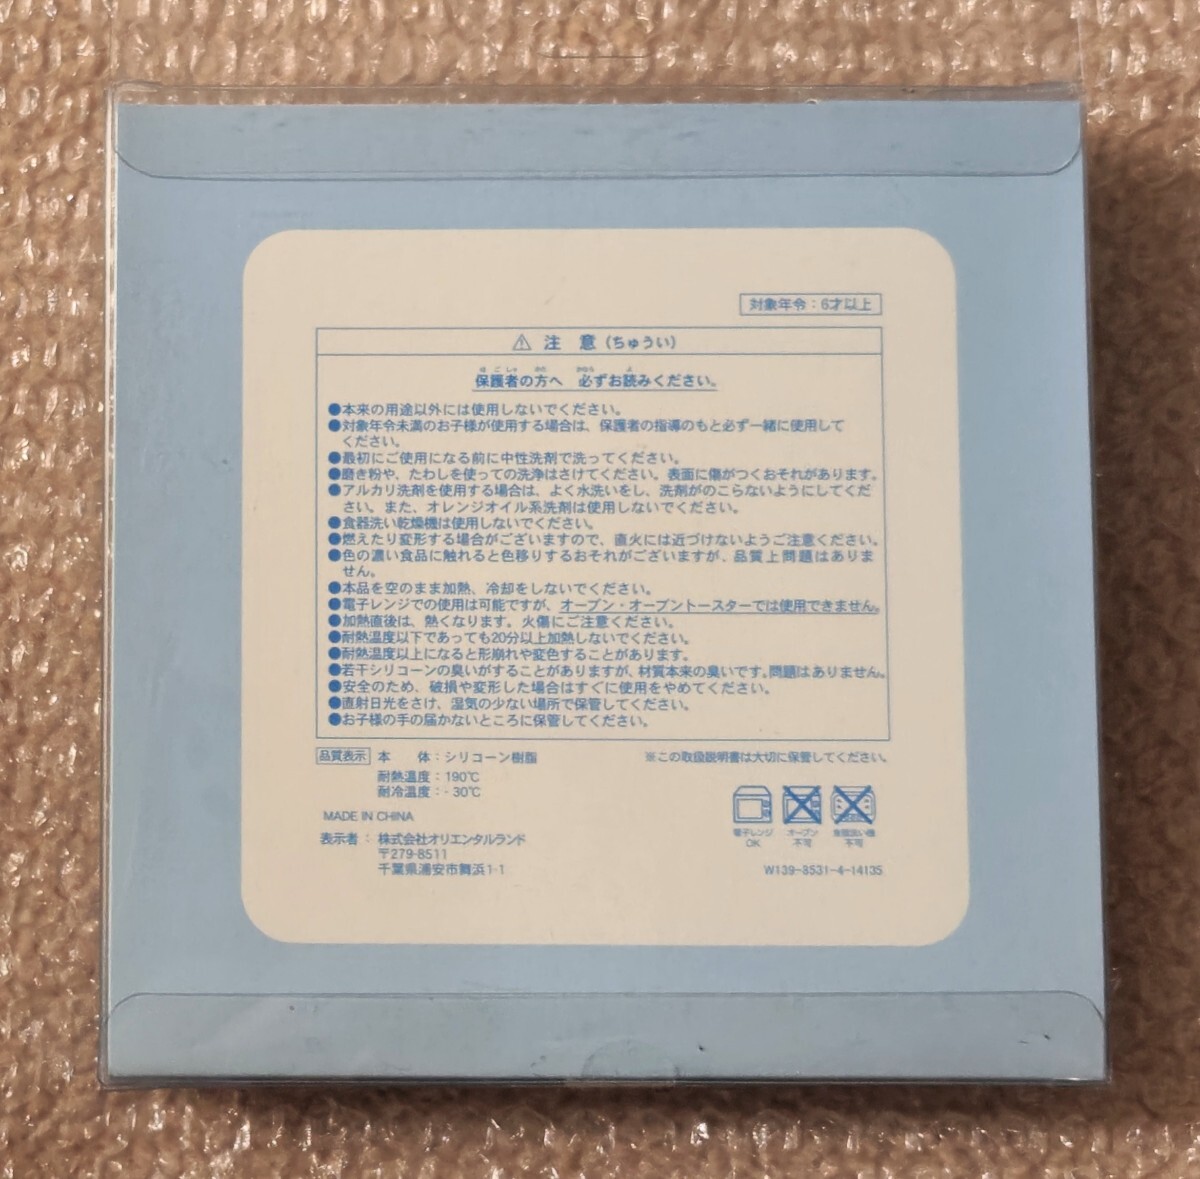 対象年令：6才以上
⚠ 注 意（ちゅうい）
保護者の方へ 必ずお読みください。
●本来の用途以外には使用しないでください。
●対象年令未満のお子様が使用する場合は、保護者の指導のもと必ず一緒に使用して
ください。
●最初にご使用になる前に中性洗剤で洗ってください。
●磨き粉や、たわしを使っての洗浄はさけてください。表面に傷がつくおそれがあります。
●アルカリ洗剤を使用する場合は、よく水洗いをし、洗剤がのこらないようにしてくだ
さい。また、オレンジオイル系洗剤は使用しないでください。
●食器洗い乾燥機は使用しないでください。
●燃えたり変形する場合がございますので、直火には近づけないようご注意ください。
●色の濃い食品に触れると色移りするおそれがございますが、品質上問題はありま
せん。
●本品を空のまま加熱、冷却をしないでください。
●電子レンジでの使用は可能ですが、オーブン・オーブントースターでは使用できません。
●加熱直後は、熱くなります。火傷にご注意ください。
●耐熱温度以下であっても20分以上加熱しないでください。
●耐熱温度以上になると形崩れや変色することがあります。
●若干シリコーンの臭いがすることがありますが、材質本来の臭いです。問題はありません。
●安全のため、破損や変形した場合はすぐに使用をやめてください。
●直射日光をさけ、湿気の少ない場所で保管してください。
●お子様の手の届かないところに保管してください。
品質表示 本 体：シリコーン樹脂
※この取扱説明書は大切に保管してください。
耐熱温度：190℃
耐冷温度：-30℃
MADE IN CHINA
表示者：株式会社オリエンタルランド
〒279-8511
千葉県浦安市舞浜1-1
電子レンジ
OK
オーブン
不可
食器洗い機
不可
W139-8531-4-14135